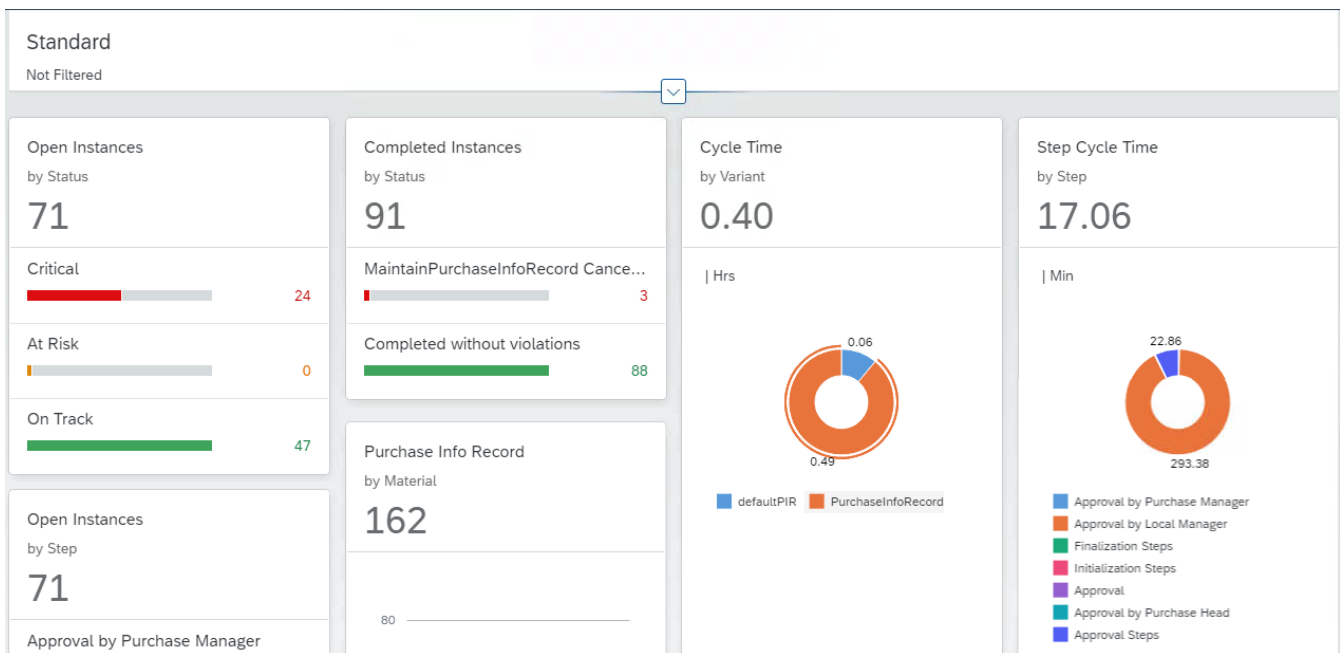 Standard
Not Filtered
Open Instances
by Status
71
Critical
24
At Risk
0
On Track
47
Open Instances
by Step
71
Approval by Purchase Manager
Completed Instances
by Status
91
MaintainPurchaseInfoRecord Cance...
3
Completed without violations
88
Purchase Info Record
by Material
162
80
Cycle Time
by Variant
0.40
| Hrs
0.06
0.49
defaultPIR PurchaseInfoRecord
Step Cycle Time
by Step
17.06
| Min
22.86
293.38
Approval by Purchase Manager
Approval by Local Manager
Finalization Steps
Initialization Steps
Approval
Approval by Purchase Head
Approval Steps